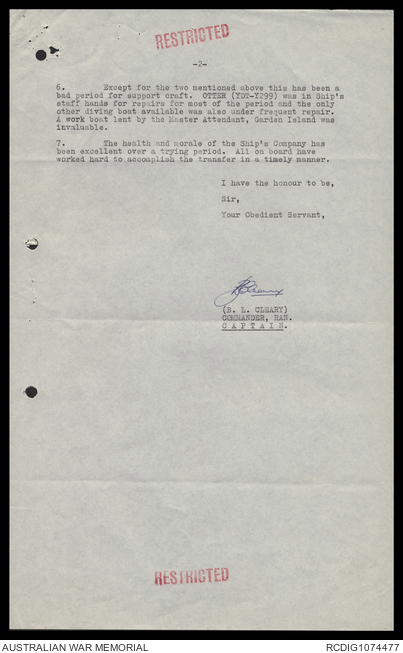 RESTRICTED
-2-
6. Except for the two mentioned above this has been a
bad period for support craft. OTTER (YDT-Y299) was in Ship's
staff hands for repairs for most of the period and the only
other diving boat available was also under frequent repair.
A work boat lent by the Master Attendant, Garden Island was
invaluable.
7. The health and morale of the Ship's Company has
been excellent over a trying period. All on board have
worked hard to accomplish the transfer in a timely manner.
I have the honour to be,
Sir,
Your Obedient Servant,
(B. L. CLEARY)
COMMANDER, RAN.
C A P T A I N.
RESTRICTED
AUSTRALIAN WAR MEMORIAL
RCDIG1074477